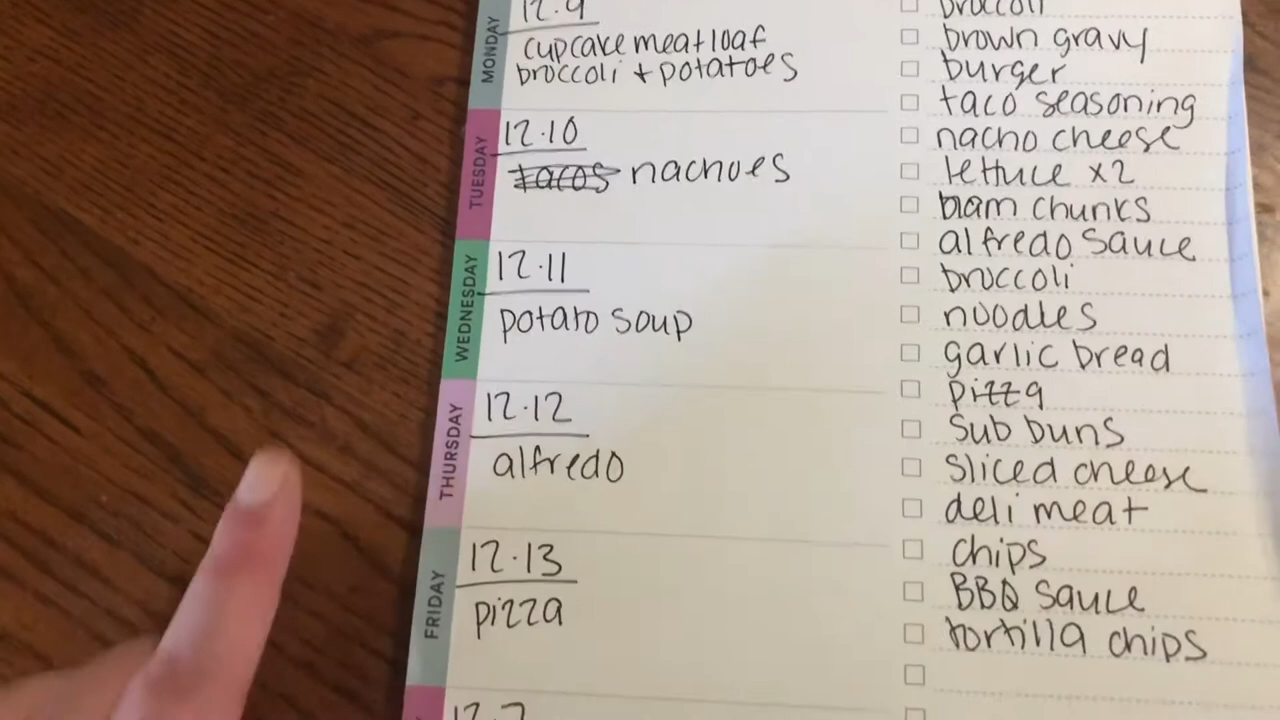 MONDAY
12.9
cupcake meatloaf
broccoli + potatoes
TUESDAY
12.10
tacos nachoes
WEDNESDAY
12.11
potato soup
THURSDAY
12.12
alfredo
FRIDAY
12.13
pizza
12.7
broccoli
brown gravy
burger
taco seasoning
nacho cheese
lettuce x2
ham chunks
alfredo sauce
broccoli
noodles
garlic bread
pizza
sub buns
sliced cheese
deli meat
chips
BBQ sauce
tortilla chips